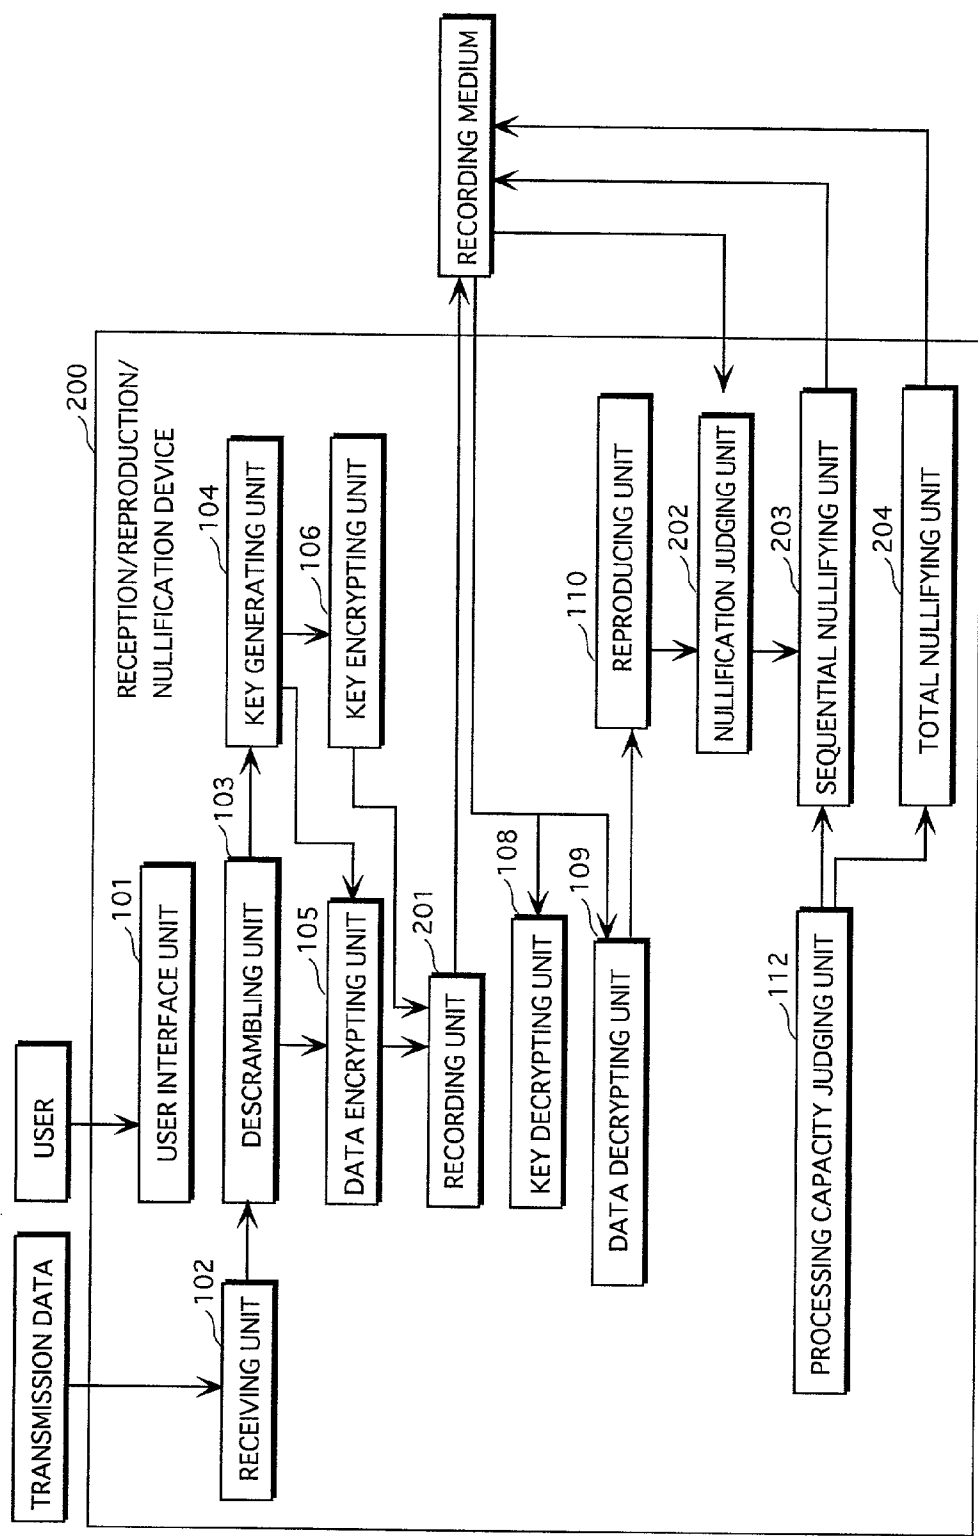 TRANSMISSION DATA
USER
RECORDING MEDIUM
200
RECEPTION/REPRODUCTION/
NULLIFICATION DEVICE
101
USER INTERFACE UNIT
102
RECEIVING UNIT
103
DESCRAMBLING UNIT
104
KEY GENERATING UNIT
105
DATA ENCRYPTING UNIT
106
KEY ENCRYPTING UNIT
201
RECORDING UNIT
108
KEY DECRYPTING UNIT
109
DATA DECRYPTING UNIT
110
REPRODUCING UNIT
202
NULLIFICATION JUDGING UNIT
112
PROCESSING CAPACITY JUDGING UNIT
203
SEQUENTIAL NULLIFYING UNIT
204
TOTAL NULLIFYING UNIT